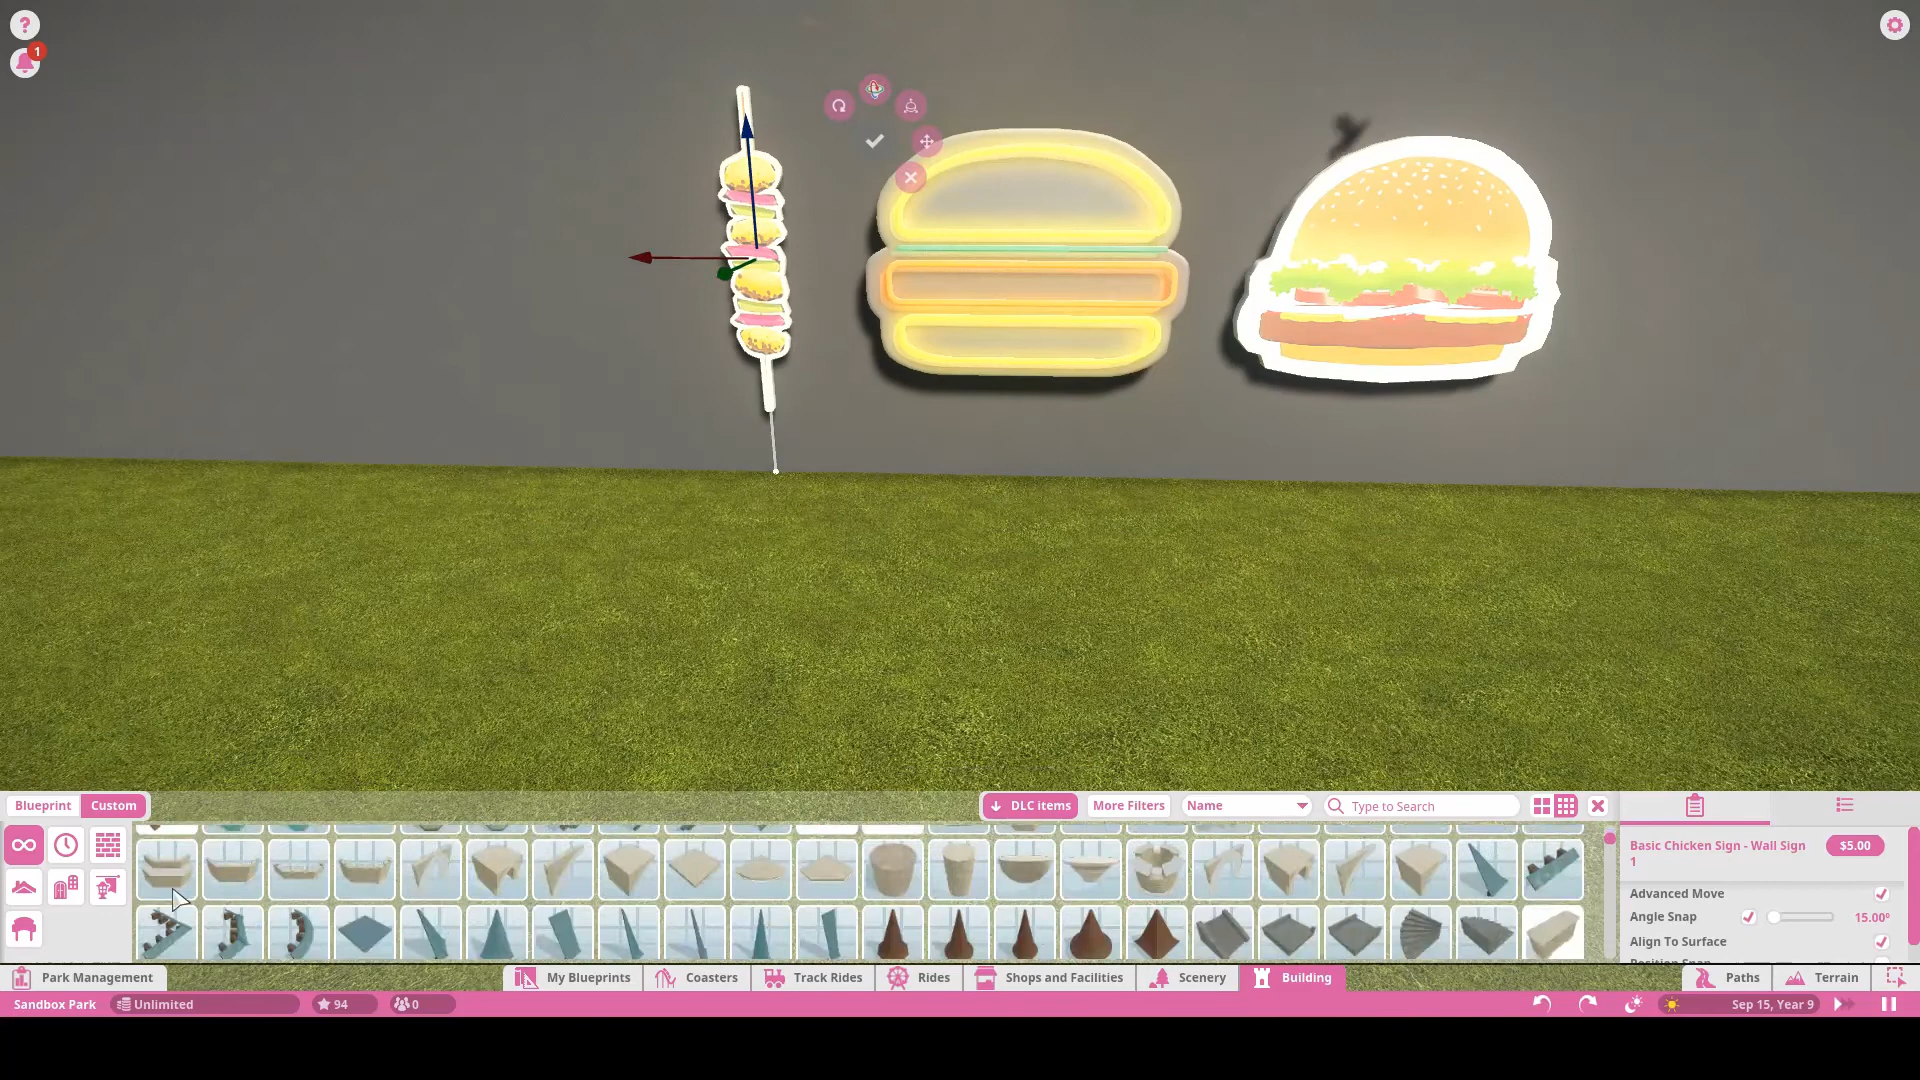 ?
1
Blueprint
Custom
DLC items
More Filters
Name
Type to Search
Basic Chicken Sign - Wall Sign
1
$5.00
Advanced Move
Angle Snap
15.00°
Align To Surface
Park Management
My Blueprints
Coasters
Track Rides
Rides
Shops and Facilities
Scenery
Building
Paths
Terrain
Sandbox Park
Unlimited
94
0
Sep 15, Year 9